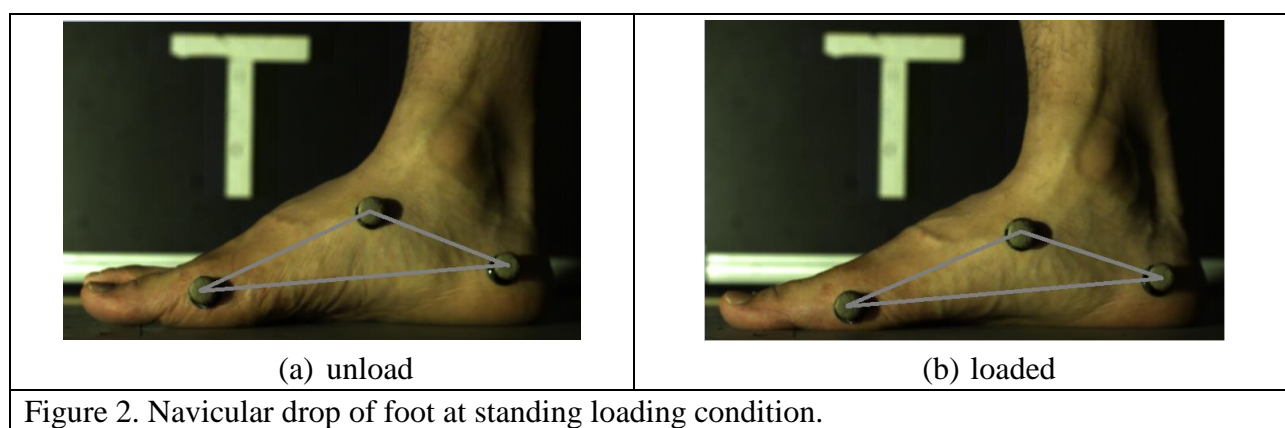 T
T
(a) unload
(b) loaded
Figure 2. Navicular drop of foot at standing loading condition.